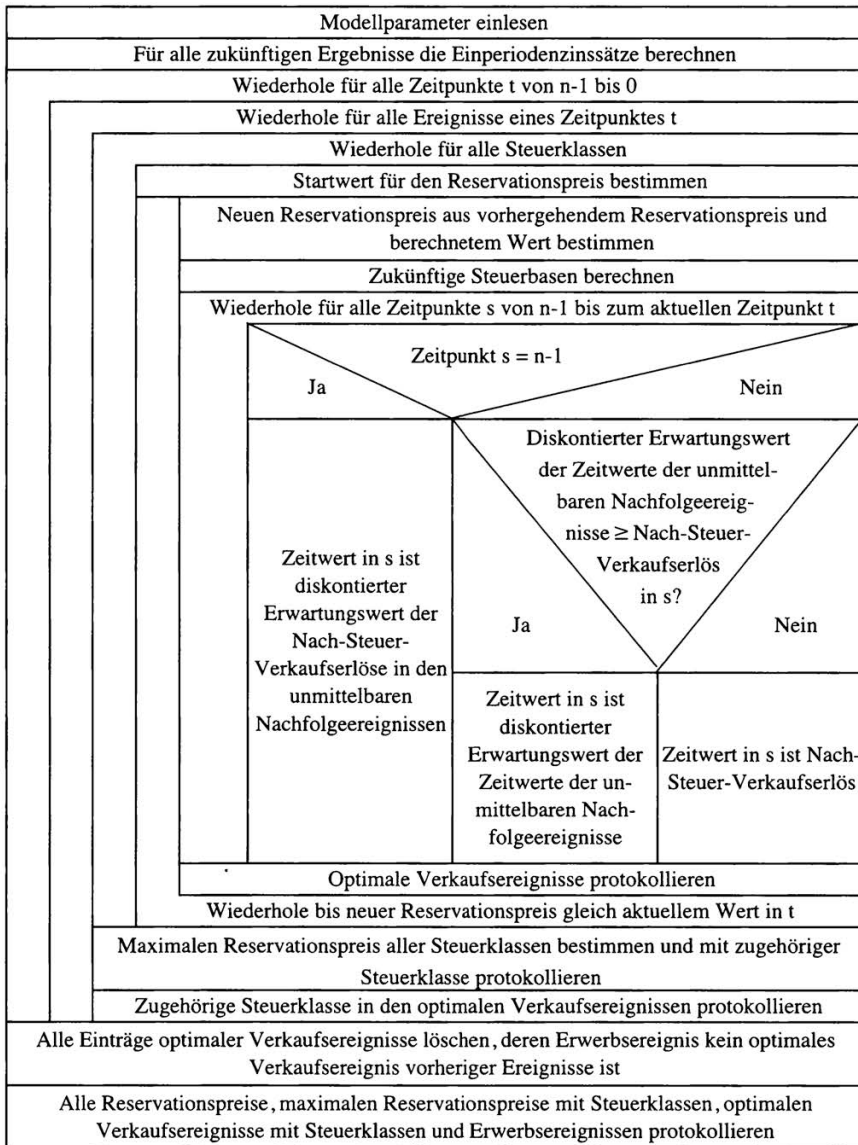 Modellparameter einlesen
Für alle zukünftigen Ergebnisse die Einperiodenzinssätze berechnen
Wiederhole für alle Zeitpunkte t von n-1 bis 0
Wiederhole für alle Ereignisse eines Zeitpunktes t
Wiederhole für alle Steuerklassen
Startwert für den Reservationspreis bestimmen
Neuen Reservationspreis aus vorhergehendem Reservationspreis und
berechnetem Wert bestimmen
Zukünftige Steuerbasen berechnen
Wiederhole für alle Zeitpunkte s von n-1 bis zum aktuellen Zeitpunkt t
Zeitpunkt s = n-1
Ja
Nein
Diskontierter Erwartungswert
der Zeitwerte der unmittel-
baren Nachfolgeereig-
nisse ≥ Nach-Steuer-
Verkaufserlös
in s?
Ja
Nein
Zeitwert in s ist
diskontierter
Erwartungswert der
Nach-Steuer-
Verkaufserlöse in den
unmittelbaren
Nachfolgeereignissen
Zeitwert in s ist
diskontierter
Erwartungswert der
Zeitwerte der un-
mittelbaren Nach-
folgeereignisse
Zeitwert in s ist Nach-
Steuer-Verkaufserlös
Optimale Verkaufsereignisse protokollieren
Wiederhole bis neuer Reservationspreis gleich aktuellem Wert in t
Maximalen Reservationspreis aller Steuerklassen bestimmen und mit zugehöriger
Steuerklasse protokollieren
Zugehörige Steuerklasse in den optimalen Verkaufsereignissen protokollieren
Alle Einträge optimaler Verkaufsereignisse löschen, deren Erwerbsereignis kein optimales
Verkaufsereignis vorheriger Ereignisse ist
Alle Reservationspreise, maximalen Reservationspreise mit Steuerklassen, optimalen
Verkaufsereignisse mit Steuerklassen und Erwerbsereignissen protokollieren